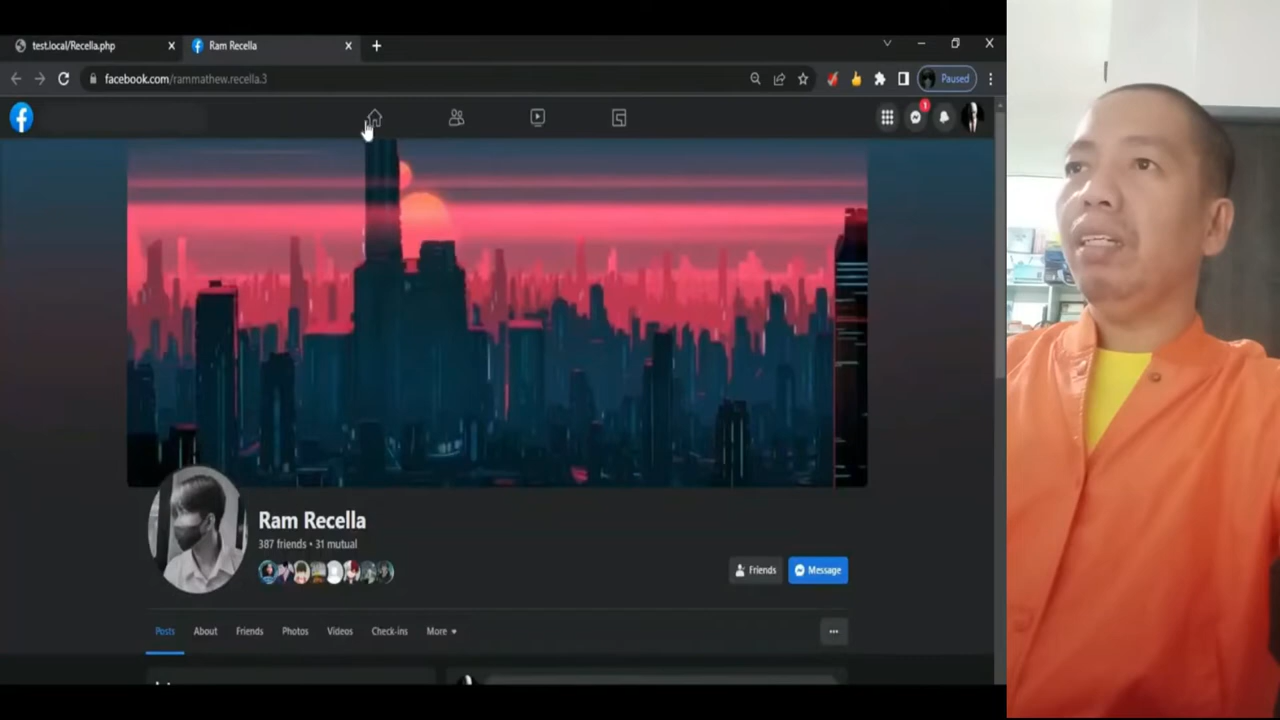 test.local/Recella.php
Ram Recella
facebook.com/rammathew.recella.3
Paused
1
Ram Recella
387 friends • 31 mutual
Friends
Message
Posts
About
Friends
Photos
Videos
Check-ins
More